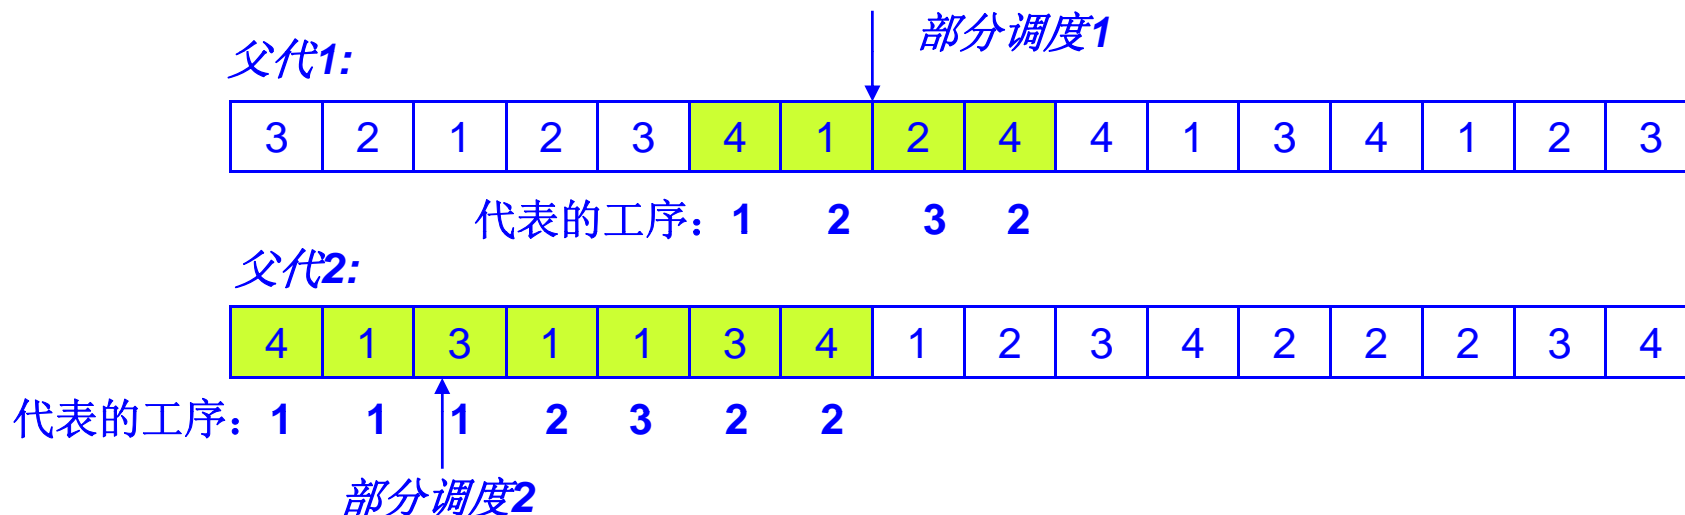 部分调度1
父代1:
3 2 1 2 3 4 1 2 4 4 1 3 4 1 2 3
代表的工序：1 2 3 2
父代2:
4 1 3 1 1 3 4 1 2 3 4 2 2 2 3 4
代表的工序：1 1 1 2 3 2 2
部分调度2